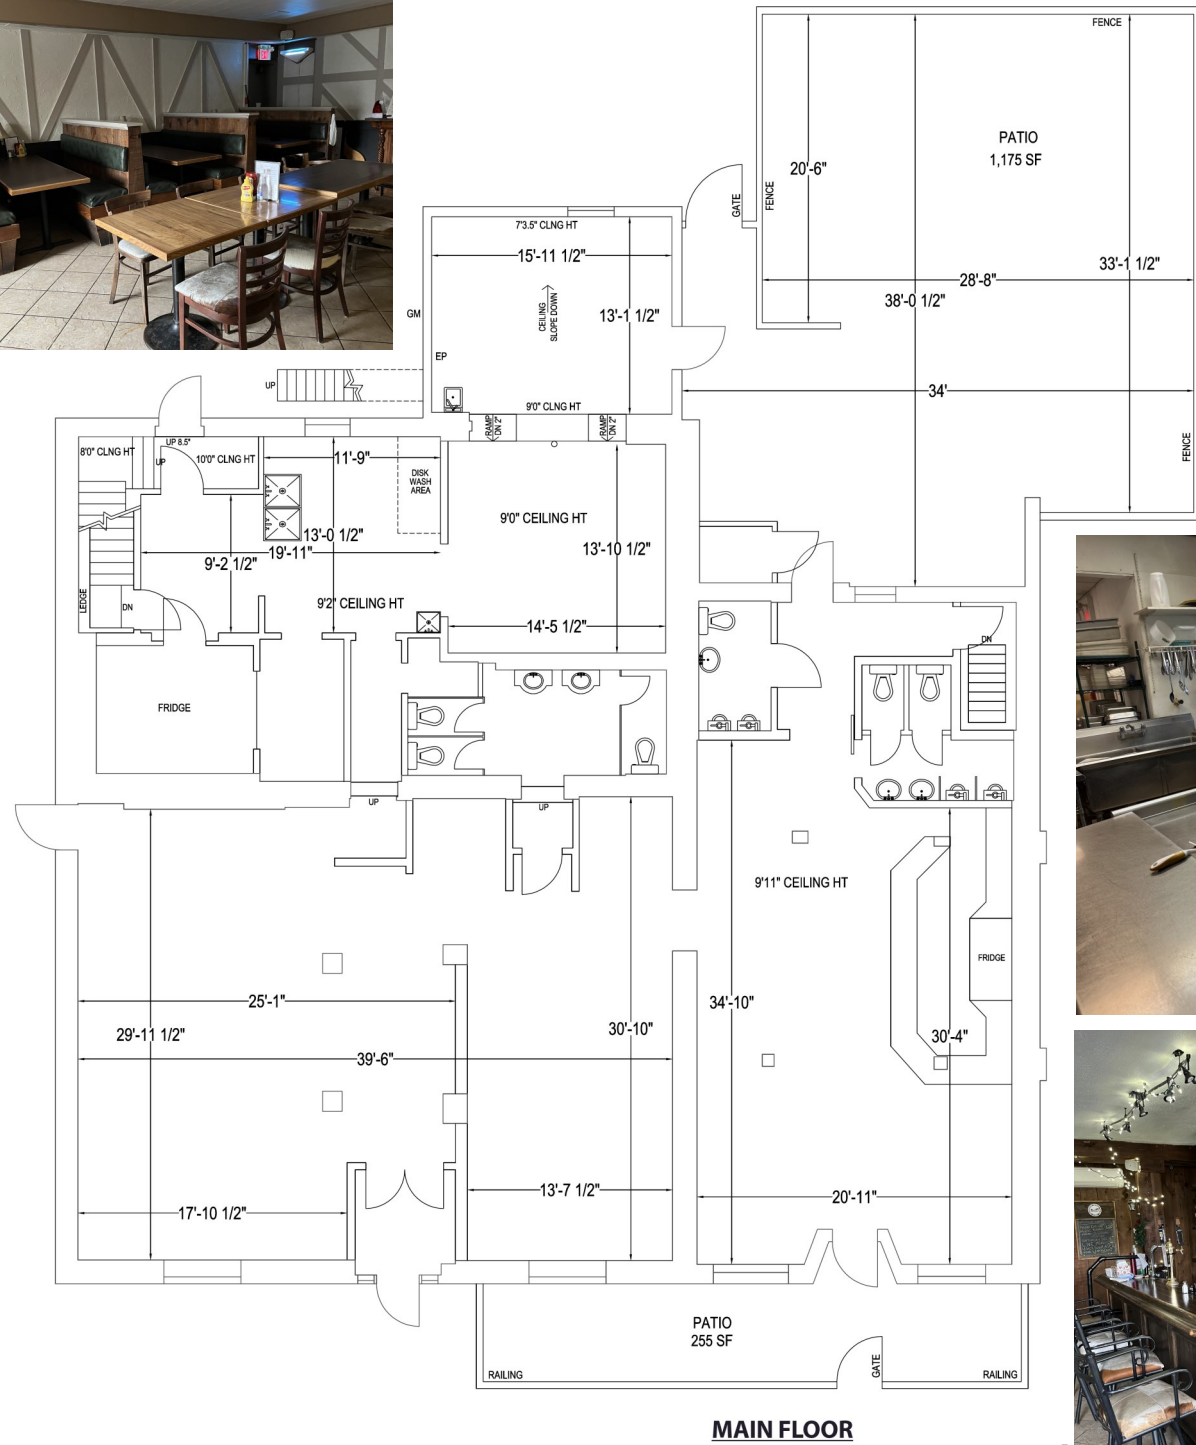 FENCE
PATIO
1,175 SF
20'-6"
GATE
FENCE
7'3.5" CLNG HT
15'-11 1/2"
33'-1 1/2"
28'-8"
38'-0 1/2"
CEILING
SLOPE DOWN
13'-1 1/2"
GM
EP
UP
34'
9'0" CLNG HT
RAMP
DN 2"
RAMP
DN 2"
FENCE
8'0" CLNG HT
UP 8.5"
UP
10'0" CLNG HT
11'-9"
DISK
WASH
AREA
9'0" CEILING HT
13'-0 1/2"
19'-11"
13'-10 1/2"
9'-2 1/2"
LEDGE
DN
9'2' CEILING HT
14'-5 1/2"
DN
FRIDGE
UP
UP
9'11" CEILING HT
FRIDGE
25'-1"
34'-10"
29'-11 1/2"
30'-10"
30'-4"
39'-6"
13'-7 1/2"
20'-11"
17'-10 1/2"
PATIO
255 SF
RAILING
GATE
RAILING
MAIN FLOOR